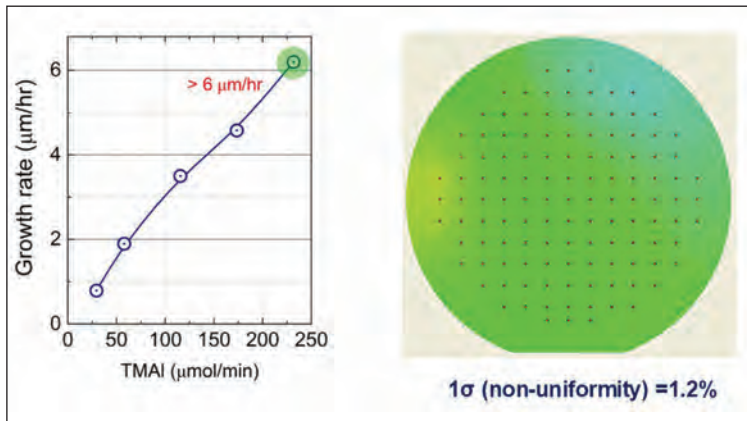 6
> 6 μm/hr
4
2
0
Growth rate (μm/hr)
0 50 100 150 200 250
TMAl (μmol/min)
1σ (non-uniformity) =1.2%